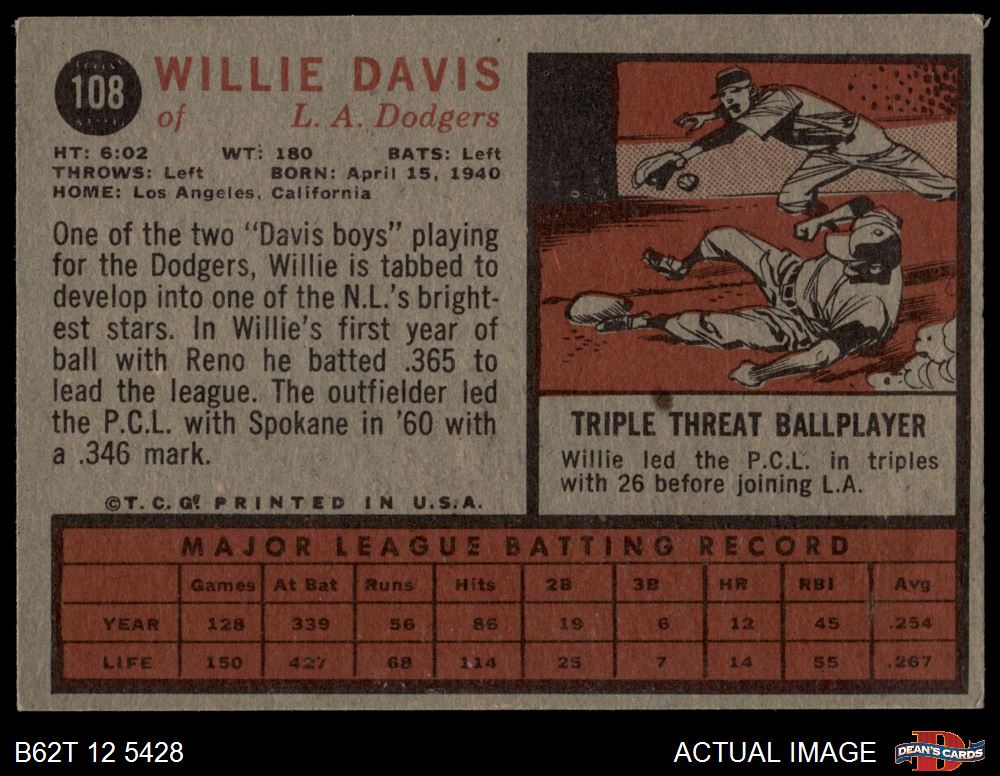 108
WILLIE DAVIS
of L. A. Dodgers
HT: 6:02 WT: 180 BATS: Left
THROWS: Left BORN: April 15, 1940
HOME: Los Angeles, California
One of the two "Davis boys" playing
for the Dodgers, Willie is tabbed to
develop into one of the N.L.'s bright-
est stars. In Willie's first year of
ball with Reno he batted .365 to
lead the league. The outfielder led
the P.C.L. with Spokane in '60 with
a .346 mark.
©T.C.G. PRINTED IN U.S.A.
TRIPLE THREAT BALLPLAYER
Willie led the P.C.L. in triples
with 26 before joining L.A.
MAJOR LEAGUE BATTING RECORD
Games At Bat Runs Hits 2B 3B HR RBI Avg
YEAR 128 339 56 86 19 6 12 45 .254
LIFE 150 427 68 114 25 7 14 55 .267
B62T 12 5428
ACTUAL IMAGE
DEAN'S CARDS